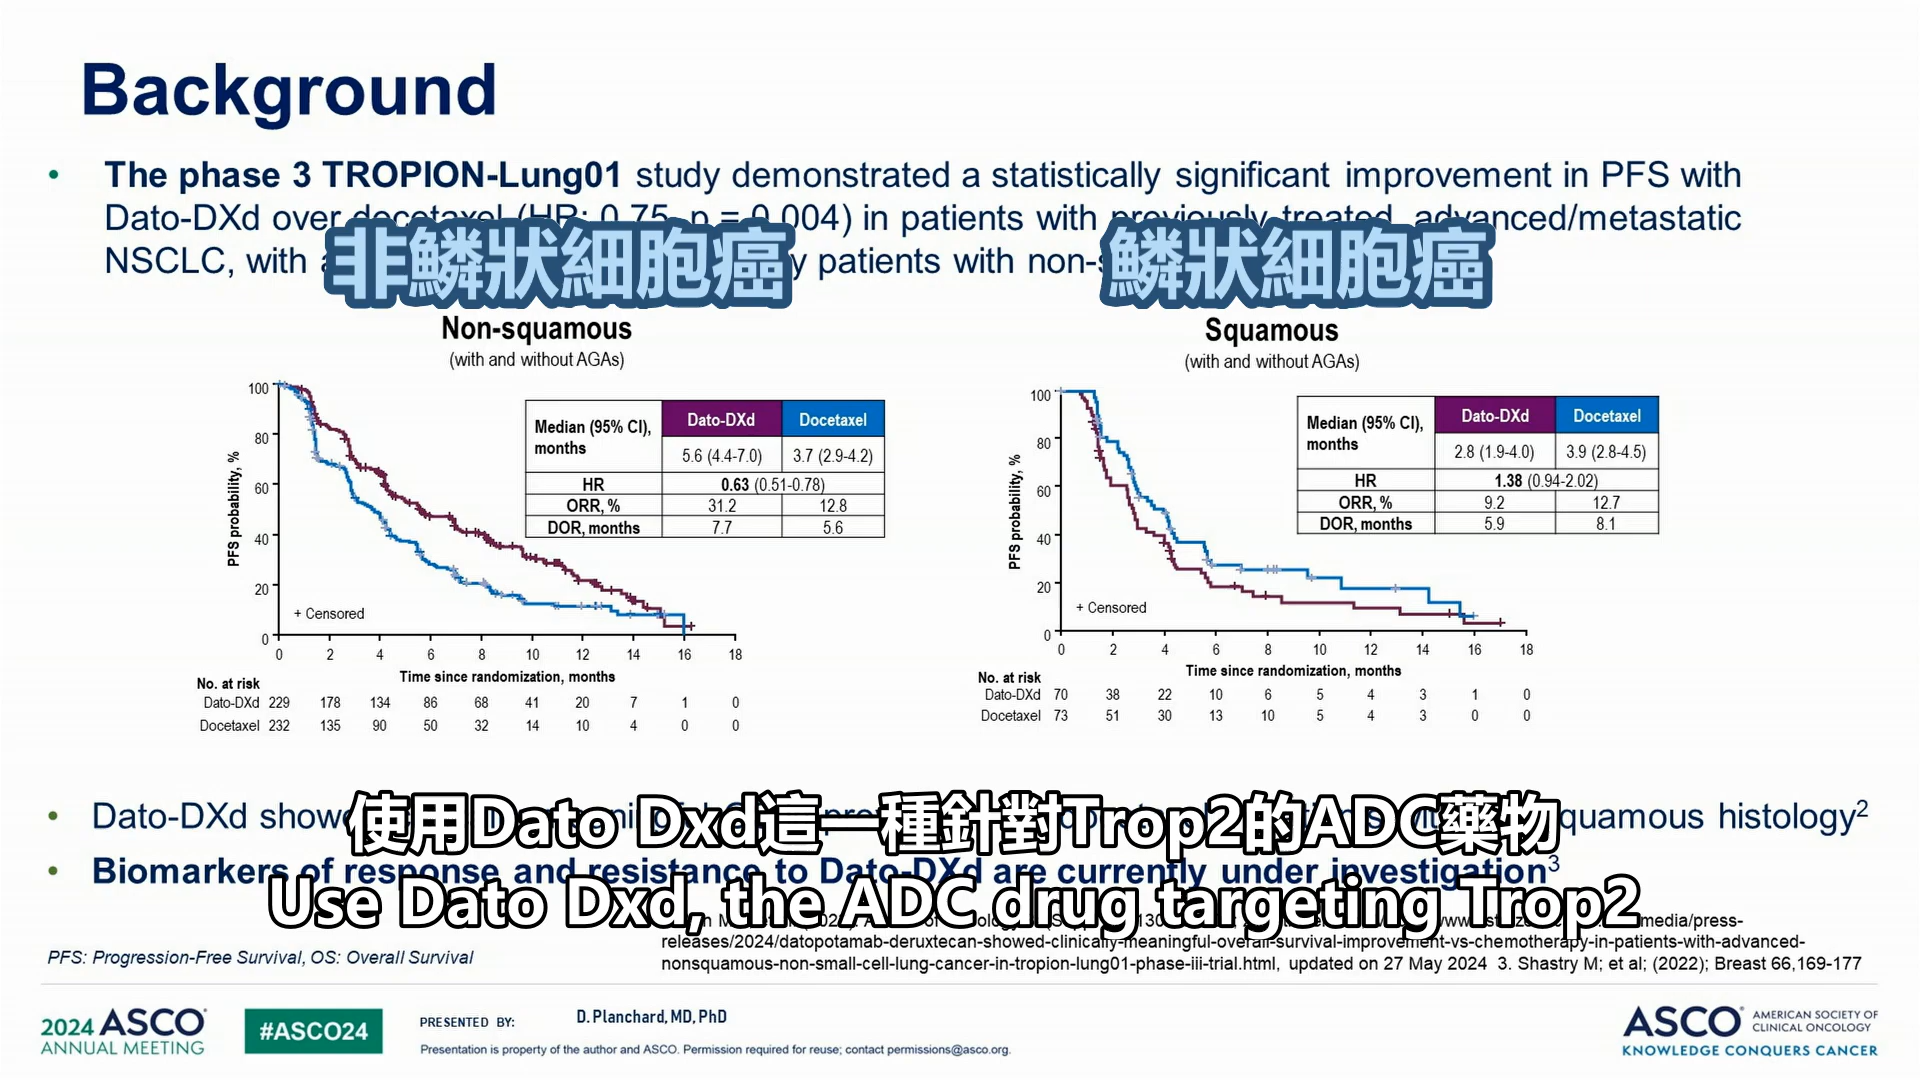 Background
• The phase 3 TROPION-Lung01 study demonstrated a statistically significant improvement in PFS with
Dato-DXd over docetaxel (HR: 0.75, p = 0.004) in patients with previously treated, advanced/metastatic
NSCLC, with y patients with non-
非鱗狀細胞癌
鱗狀細胞癌
Non-squamous
(with and without AGAs)
PFS probability, %
100
80
60
40
20
0
Median (95% CI), months Dato-DXd Docetaxel
5.6 (4.4-7.0) 3.7 (2.9-4.2)
HR 0.63 (0.51-0.78)
ORR, % 31.2 12.8
DOR, months 7.7 5.6
+ Censored
0 2 4 6 8 10 12 14 16 18
Time since randomization, months
No. at risk
Dato-DXd 229 178 134 86 68 41 20 7 1 0
Docetaxel 232 135 90 50 32 14 10 4 0 0
Squamous
(with and without AGAs)
PFS probability, %
100
80
60
40
20
0
Median (95% CI), months Dato-DXd Docetaxel
2.8 (1.9-4.0) 3.9 (2.8-4.5)
HR 1.38 (0.94-2.02)
ORR, % 9.2 12.7
DOR, months 5.9 8.1
+ Censored
0 2 4 6 8 10 12 14 16 18
Time since randomization, months
No. at risk
Dato-DXd 70 38 22 10 6 5 4 3 1 0
Docetaxel 73 51 30 13 10 5 4 3 0 0
• Dato-DXd quamous histology2
使用Dato Dxd這一種針對Trop2的ADC藥物
• Biomarkers of response and resistance to Dato-DXd are currently under investigation3
Use Dato Dxd, the ADC drug targeting Trop2
media/press-
releases/2024/datopotamab-deruxtecan-showed-clinically-meaningful-overall-survival-improvement-vs-chemotherapy-in-patients-with-advanced-
nonsquamous-non-small-cell-lung-cancer-in-tropion-lung01-phase-iii-trial.html, updated on 27 May 2024 3. Shastry M; et al; (2022); Breast 66,169-177
PFS: Progression-Free Survival, OS: Overall Survival
2024 ASCO
ANNUAL MEETING
#ASCO24
PRESENTED BY: D. Planchard, MD, PhD
Presentation is property of the author and ASCO. Permission required for reuse; contact permissions@asco.org.
ASCO AMERICAN SOCIETY OF
CLINICAL ONCOLOGY
KNOWLEDGE CONQUERS CANCER